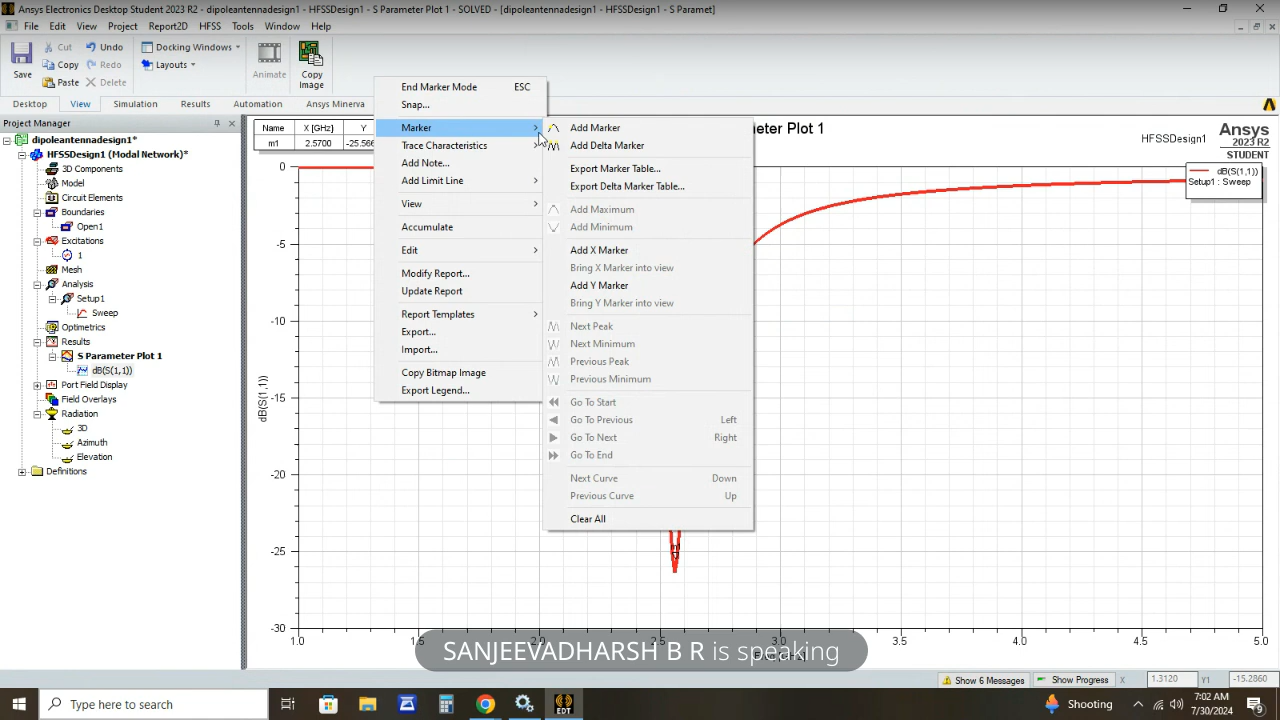 Ansys Electronics Desktop Student 2023 R2 - dipoleantennadesign1 - HFSSDesign1 - S Parameter Plot 1 - SOLVED - [dipoleantennadesign1 - HFSSDesign1 - S Paramet]
File Edit View Project Report2D HFSS Tools Window Help
Save
Cut
Copy
Paste
Undo
Redo
Delete
Docking Windows
Layouts
Animate
Copy Image
Desktop View Simulation Results Automation Ansys Minerva
Project Manager
dipoleantennadesign1*
HFSSDesign1 (Modal Network)*
3D Components
Model
Circuit Elements
Boundaries
Open1
Excitations
1
Mesh
Analysis
Setup1
Sweep
Optimetrics
Results
S Parameter Plot 1
dB(S(1,1))
Port Field Display
Field Overlays
Radiation
3D
Azimuth
Elevation
Definitions
Name X [GHz] Y
m1 2.5700 -25.566
End Marker Mode ESC
Snap...
Marker
Trace Characteristics
Add Note...
Add Limit Line
View
Accumulate
Edit
Modify Report...
Update Report
Report Templates
Export...
Import...
Copy Bitmap Image
Export Legend...
Add Marker
Add Delta Marker
Export Marker Table...
Export Delta Marker Table...
Add Maximum
Add Minimum
Add X Marker
Bring X Marker into view
Add Y Marker
Bring Y Marker into view
Next Peak
Next Minimum
Previous Peak
Previous Minimum
Go To Start
Go To Previous Left
Go To Next Right
Go To End
Next Curve Down
Previous Curve Up
Clear All
eter Plot 1
HFSSDesign1
Ansys
2023 R2
STUDENT
dB(S(1,1))
Setup1 : Sweep
0
-5
-10
-15
-20
-25
-30
dB(S(1,1))
m1
1.0 1.5 2.0 2.5 3.5 4.0 4.5 5.0
SANJEEVADHARSH B R is speaking
Show 6 Messages Show Progress X 1.3120 Y1 -15.2860
Type here to search
EDT
Shooting
7:02 AM
7/30/2024